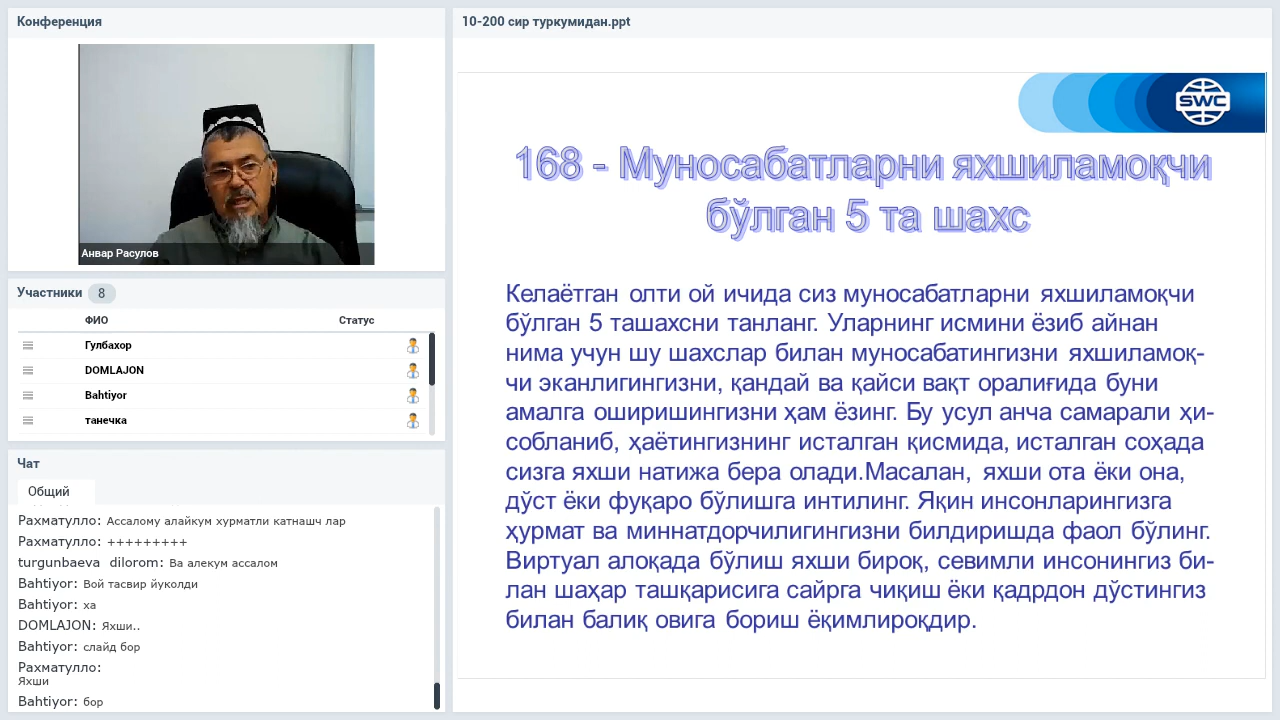 Конференция
Анвар Расулов
Участники 8
ФИО Статус
Гулбахор
DOMLAJON
Bahtiyor
танечка
Чат
Общий
Рахматулло: Ассалому алайкум хурматли катнашч лар
Рахматулло: +++++++++
turgunbaeva dilorom: Ва алекум ассалом
Bahtiyor: Вой тасвир йуколди
Bahtiyor: ха
DOMLAJON: Яхши..
Bahtiyor: слайд бор
Рахматулло:
Яхши
Bahtiyor: бор
10-200 сир туркумидан.ppt
SWC
168 - Муносабатларни яхшиламоқчи
бўлган 5 та шахс
Келаётган олти ой ичида сиз муносабатларни яхшиламоқчи
бўлган 5 ташахсни танланг. Уларнинг исмини ёзиб айнан
нима учун шу шахслар билан муносабатингизни яхшиламоқ-
чи эканлигингизни, қандай ва қайси вақт оралиғида буни
амалга оширишингизни ҳам ёзинг. Бу усул анча самарали ҳи-
собланиб, ҳаётингизнинг исталган қисмида, исталган соҳада
сизга яхши натижа бера олади.Масалан, яхши ота ёки она,
дўст ёки фуқаро бўлишга интилинг. Яқин инсонларингизга
ҳурмат ва миннатдорчилигингизни билдиришда фаол бўлинг.
Виртуал алоқада бўлиш яхши бироқ, севимли инсонингиз би-
лан шаҳар ташқарисига сайрга чиқиш ёки қадрдон дўстингиз
билан балиқ овига бориш ёқимлироқдир.